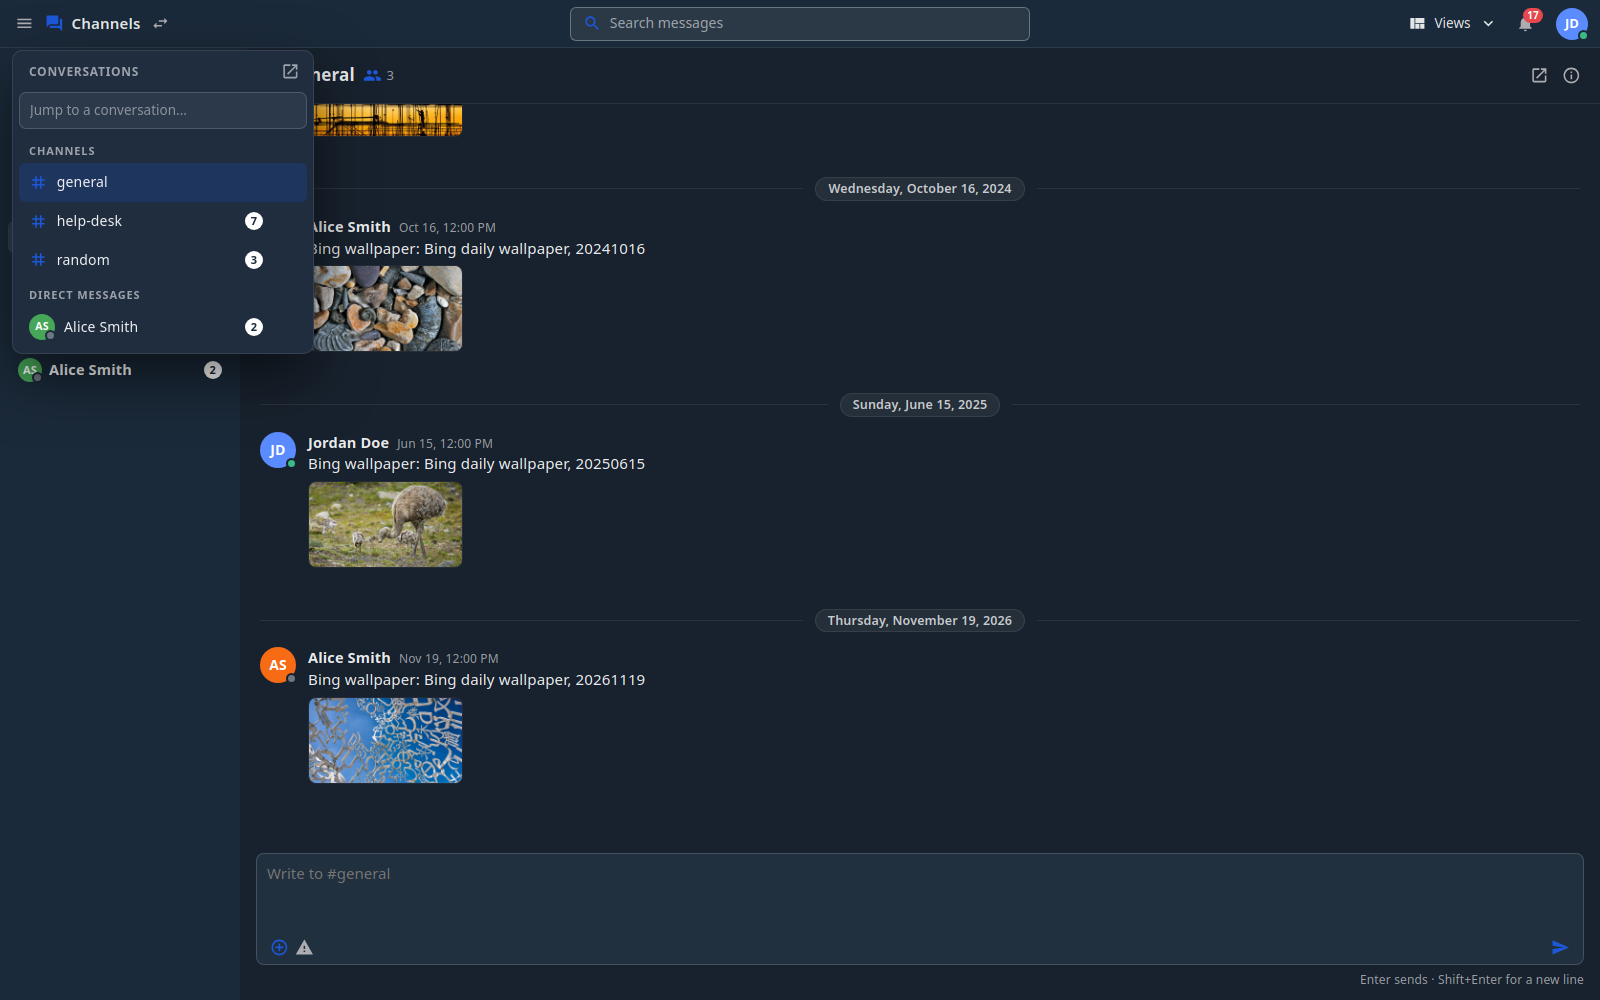 Channels
Search messages
Views
17
JD
CONVERSATIONS
Jump to a conversation...
CHANNELS
general
help-desk 7
random 3
DIRECT MESSAGES
AS Alice Smith 2
AS Alice Smith 2
neral 3
Wednesday, October 16, 2024
Alice Smith Oct 16, 12:00 PM
Bing wallpaper: Bing daily wallpaper, 20241016
Sunday, June 15, 2025
JD Jordan Doe Jun 15, 12:00 PM
Bing wallpaper: Bing daily wallpaper, 20250615
Thursday, November 19, 2026
AS Alice Smith Nov 19, 12:00 PM
Bing wallpaper: Bing daily wallpaper, 20261119
Write to #general
Enter sends · Shift+Enter for a new line